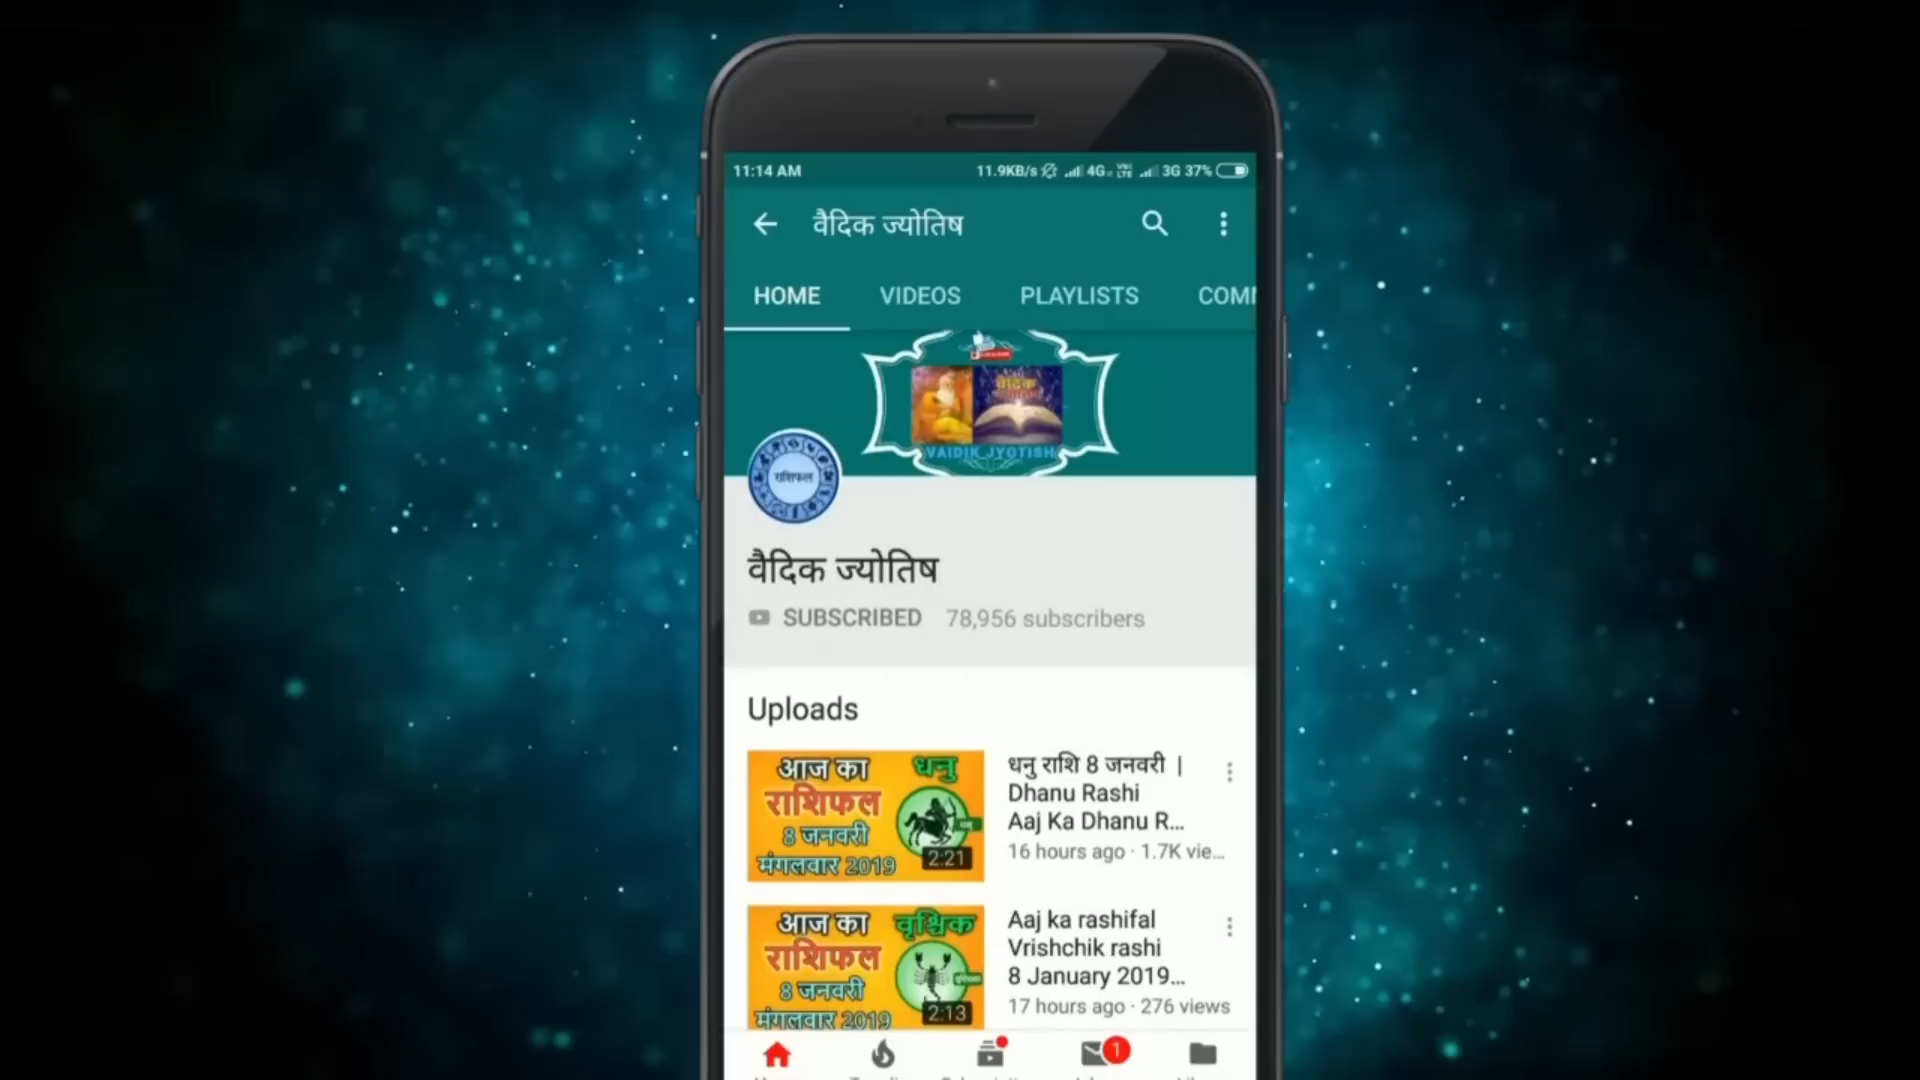 11:14 AM 11.9KB/s 4G VoLTE 3G 37%
वैदिक ज्योतिष
HOME VIDEOS PLAYLISTS COM
वैदिक
VAIDIK JYOTISH
राशिफल
वैदिक ज्योतिष
SUBSCRIBED 78,956 subscribers
Uploads
आज का धनु
राशिफल
8 जनवरी
मंगलवार 2019
2:21
धनु राशि 8 जनवरी |
Dhanu Rashi
Aaj Ka Dhanu R...
16 hours ago · 1.7K vie...
आज का वृश्चिक
राशिफल
8 जनवरी
मंगलवार 2019
2:13
Aaj ka rashifal
Vrishchik rashi
8 January 2019...
17 hours ago · 276 views
1